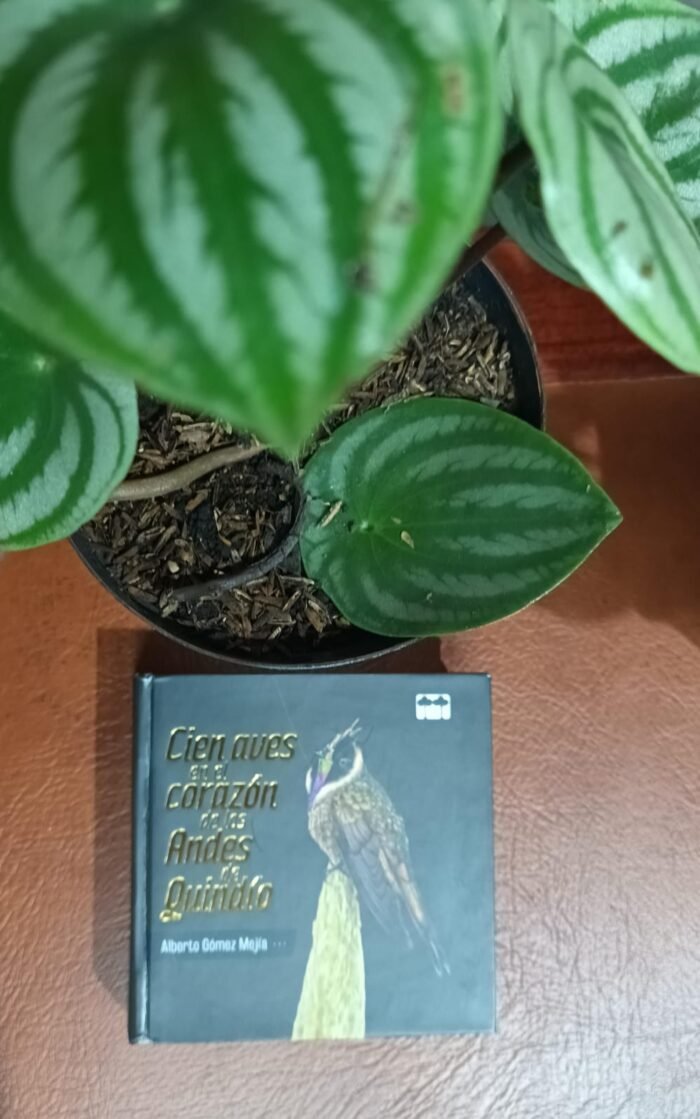 Cien aves
en el
corazón
de los
Andes
de
Quindío
Alberto Gómez Mejía